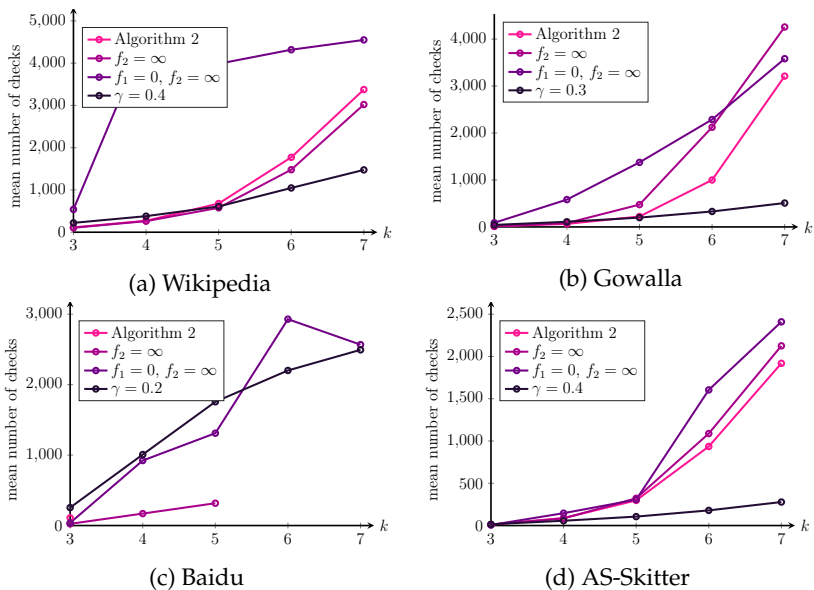 mean number of checks
5,000
4,000
3,000
2,000
1,000
0
Algorithm 2
f₂ = ∞
f₁ = 0, f₂ = ∞
γ = 0.4
3 4 5 6 7 k
(a) Wikipedia
mean number of checks
4,000
3,000
2,000
1,000
0
Algorithm 2
f₂ = ∞
f₁ = 0, f₂ = ∞
γ = 0.3
3 4 5 6 7 k
(b) Gowalla
mean number of checks
3,000
2,000
1,000
0
Algorithm 2
f₂ = ∞
f₁ = 0, f₂ = ∞
γ = 0.2
3 4 5 6 7 k
(c) Baidu
mean number of checks
2,500
2,000
1,500
1,000
500
0
Algorithm 2
f₂ = ∞
f₁ = 0, f₂ = ∞
γ = 0.4
3 4 5 6 7 k
(d) AS-Skitter